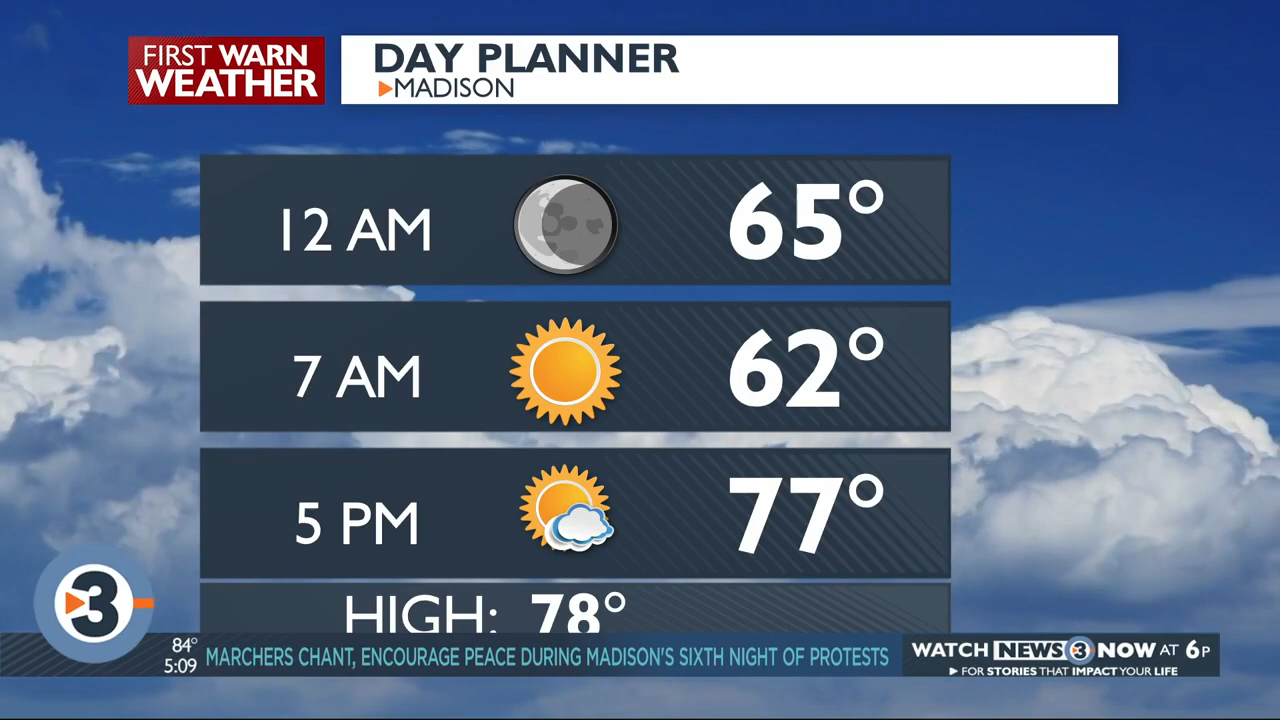 FIRST WARN
WEATHER
DAY PLANNER
MADISON
12 AM 65°
7 AM 62°
5 PM 77°
HIGH: 78°
3
84°
5:09
MARCHERS CHANT, ENCOURAGE PEACE DURING MADISON'S SIXTH NIGHT OF PROTESTS
WATCH NEWS 3 NOW AT 6P
FOR STORIES THAT IMPACT YOUR LIFE